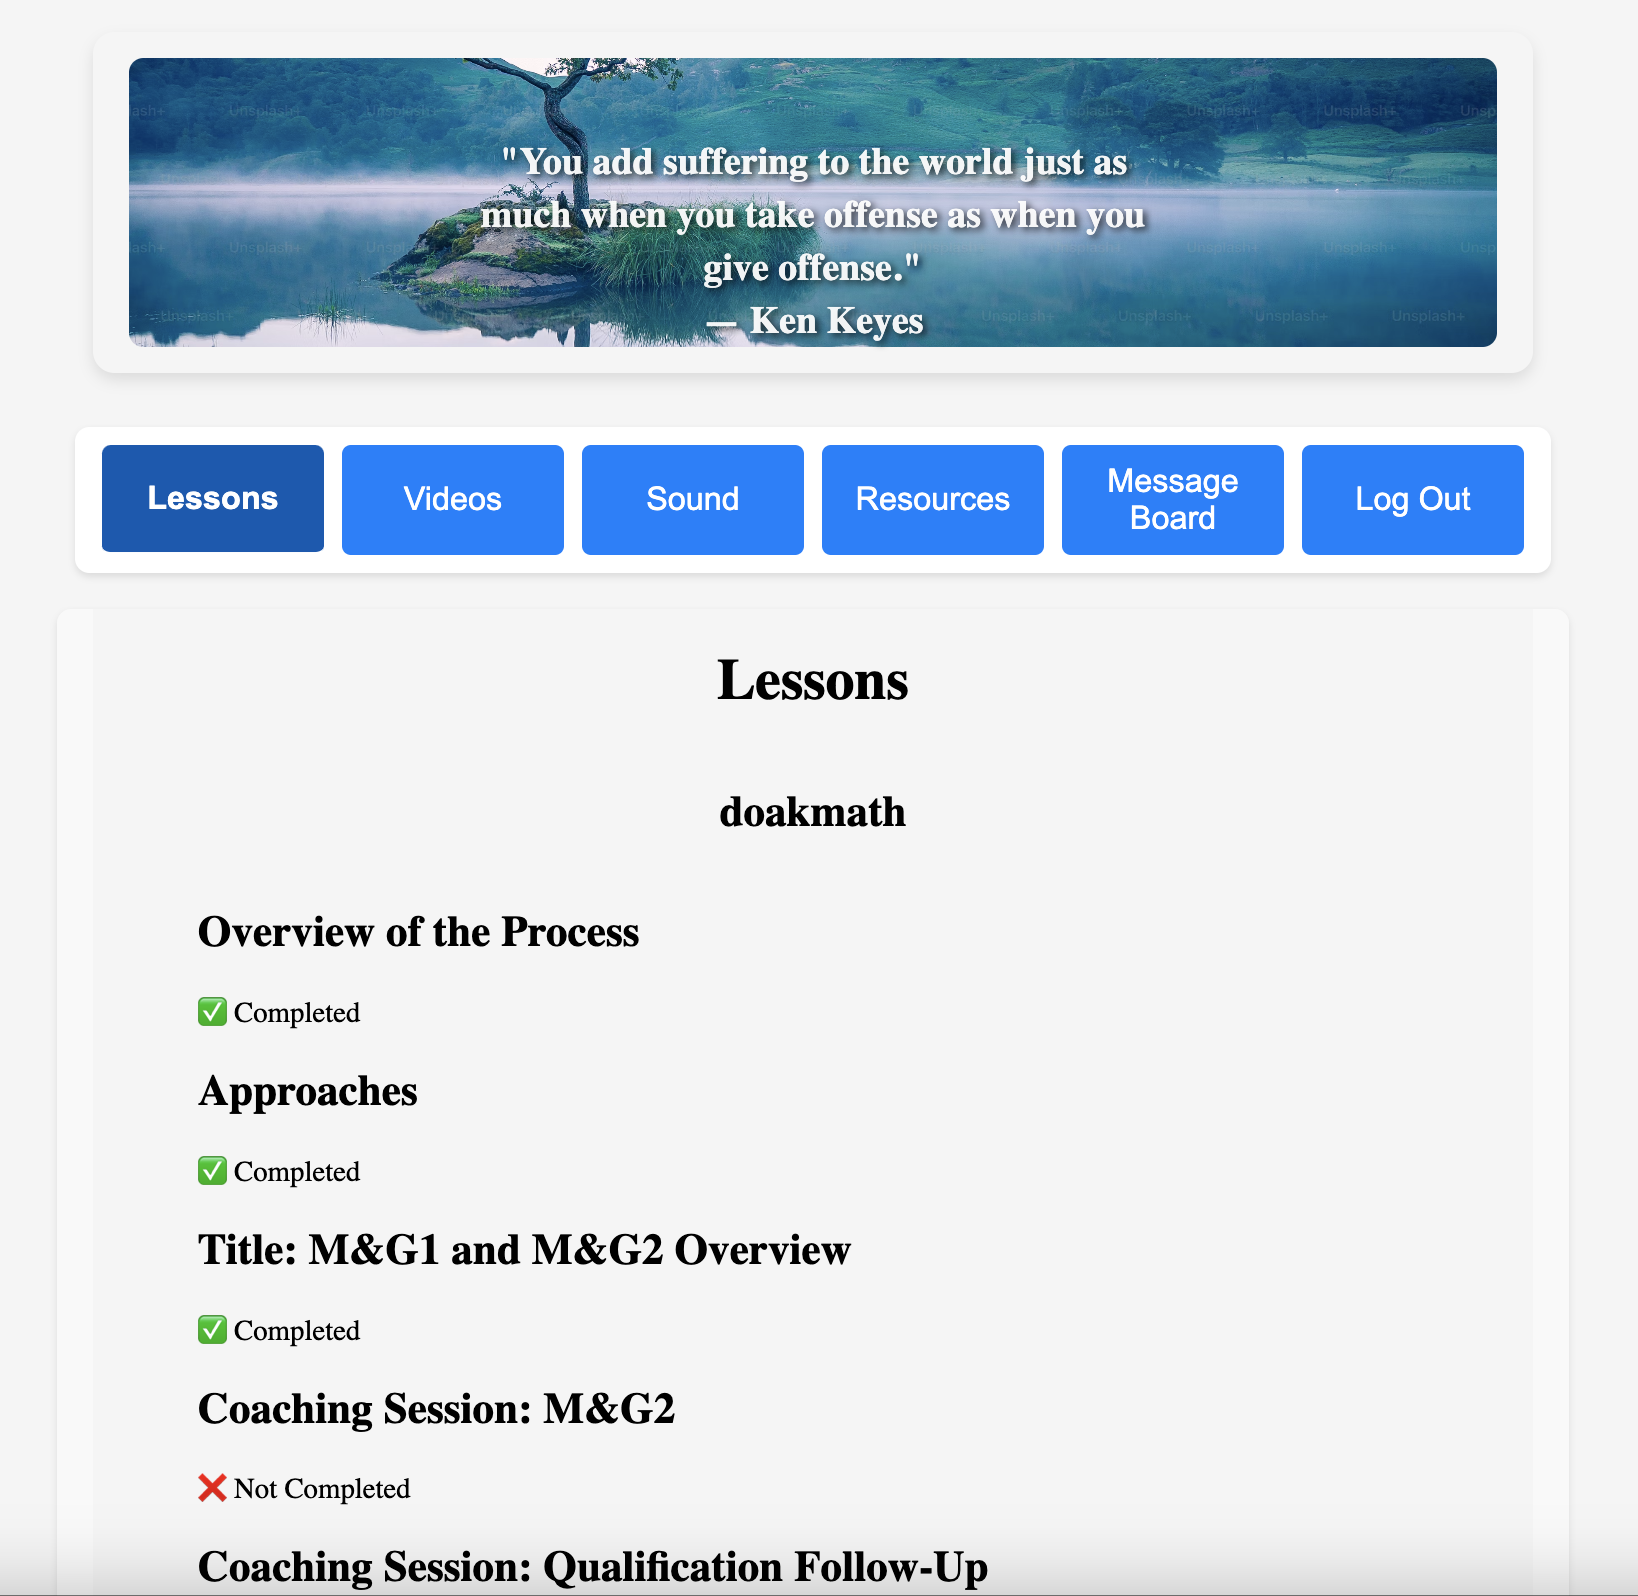 "You add suffering to the world just as
much when you take offense as when you
give offense."
— Ken Keyes
Lessons
Videos
Sound
Resources
Message
Board
Log Out
Lessons
doakmath
Overview of the Process
✅ Completed
Approaches
✅ Completed
Title: M&G1 and M&G2 Overview
✅ Completed
Coaching Session: M&G2
❌ Not Completed
Coaching Session: Qualification Follow-Up